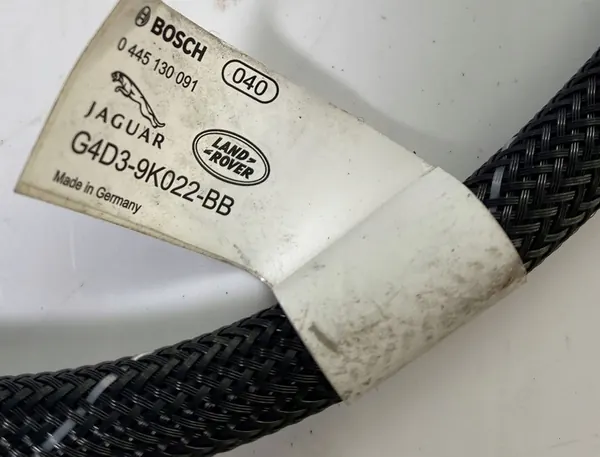 BOSCH
0 445 130 091
040
JAGUAR
LAND-
-ROVER
G4D3-9K022-BB
Made in Germany